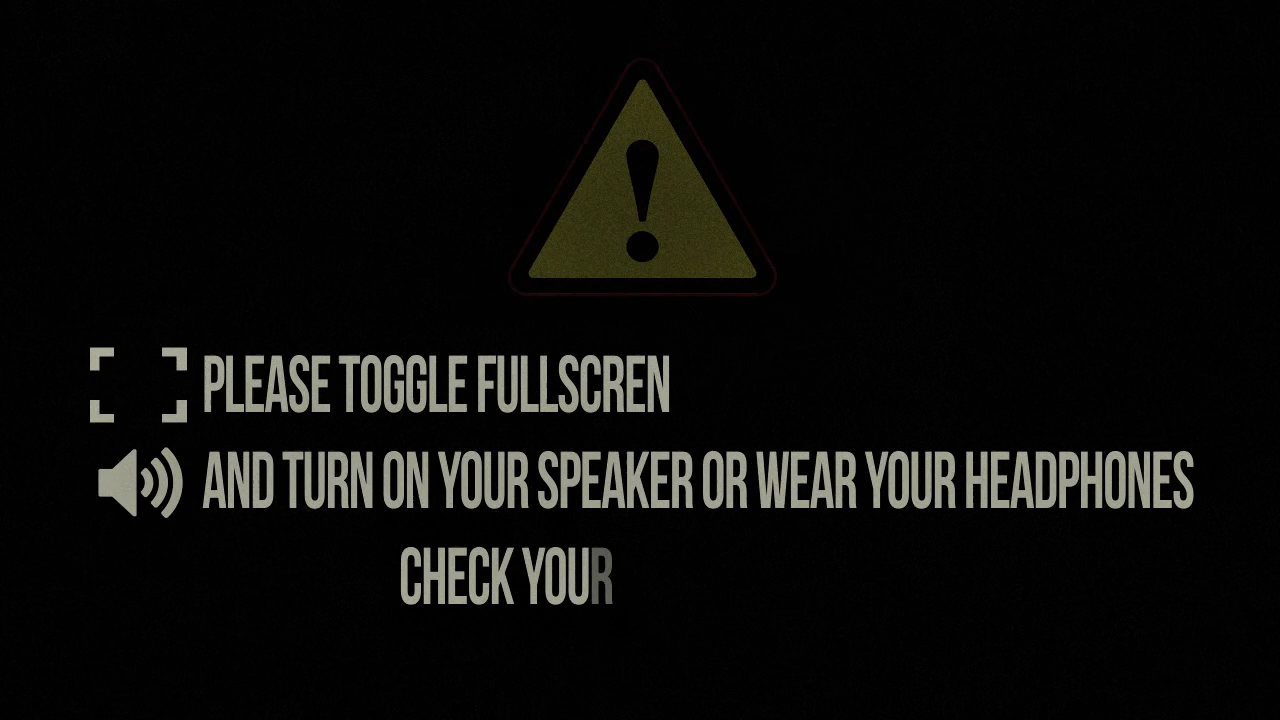 PLEASE TOGGLE FULLSCREN
AND TURN ON YOUR SPEAKER OR WEAR YOUR HEADPHONES
CHECK YOUR